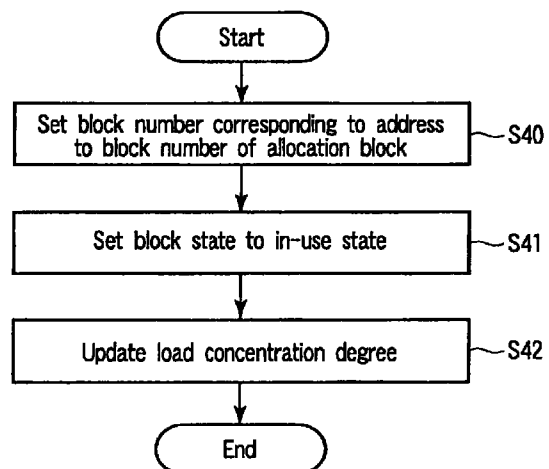 Start
Set block number corresponding to address
to block number of allocation block
S40
Set block state to in-use state
S41
Update load concentration degree
S42
End